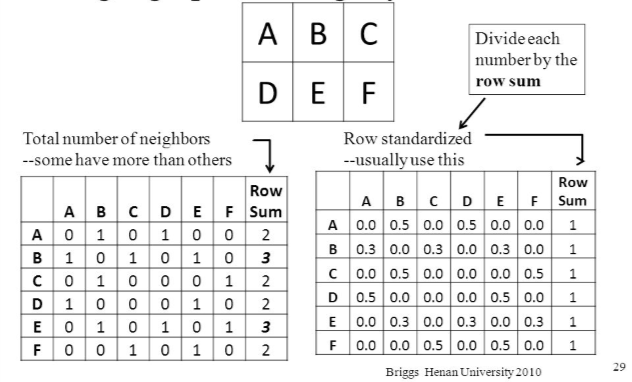 A B C
D E F
Divide each
number by the
row sum
Total number of neighbors
--some have more than others
Row standardized
--usually use this
A B C D E F Row Sum
A 0 1 0 1 0 0 2
B 1 0 1 0 1 0 3
C 0 1 0 0 0 1 2
D 1 0 0 0 1 0 2
E 0 1 0 1 0 1 3
F 0 0 1 0 1 0 2
A B C D E F Row Sum
A 0.0 0.5 0.0 0.5 0.0 0.0 1
B 0.3 0.0 0.3 0.0 0.3 0.0 1
C 0.0 0.5 0.0 0.0 0.0 0.5 1
D 0.5 0.0 0.0 0.0 0.5 0.0 1
E 0.0 0.3 0.0 0.3 0.0 0.3 1
F 0.0 0.0 0.5 0.0 0.5 0.0 1
Briggs Henan University 2010
29